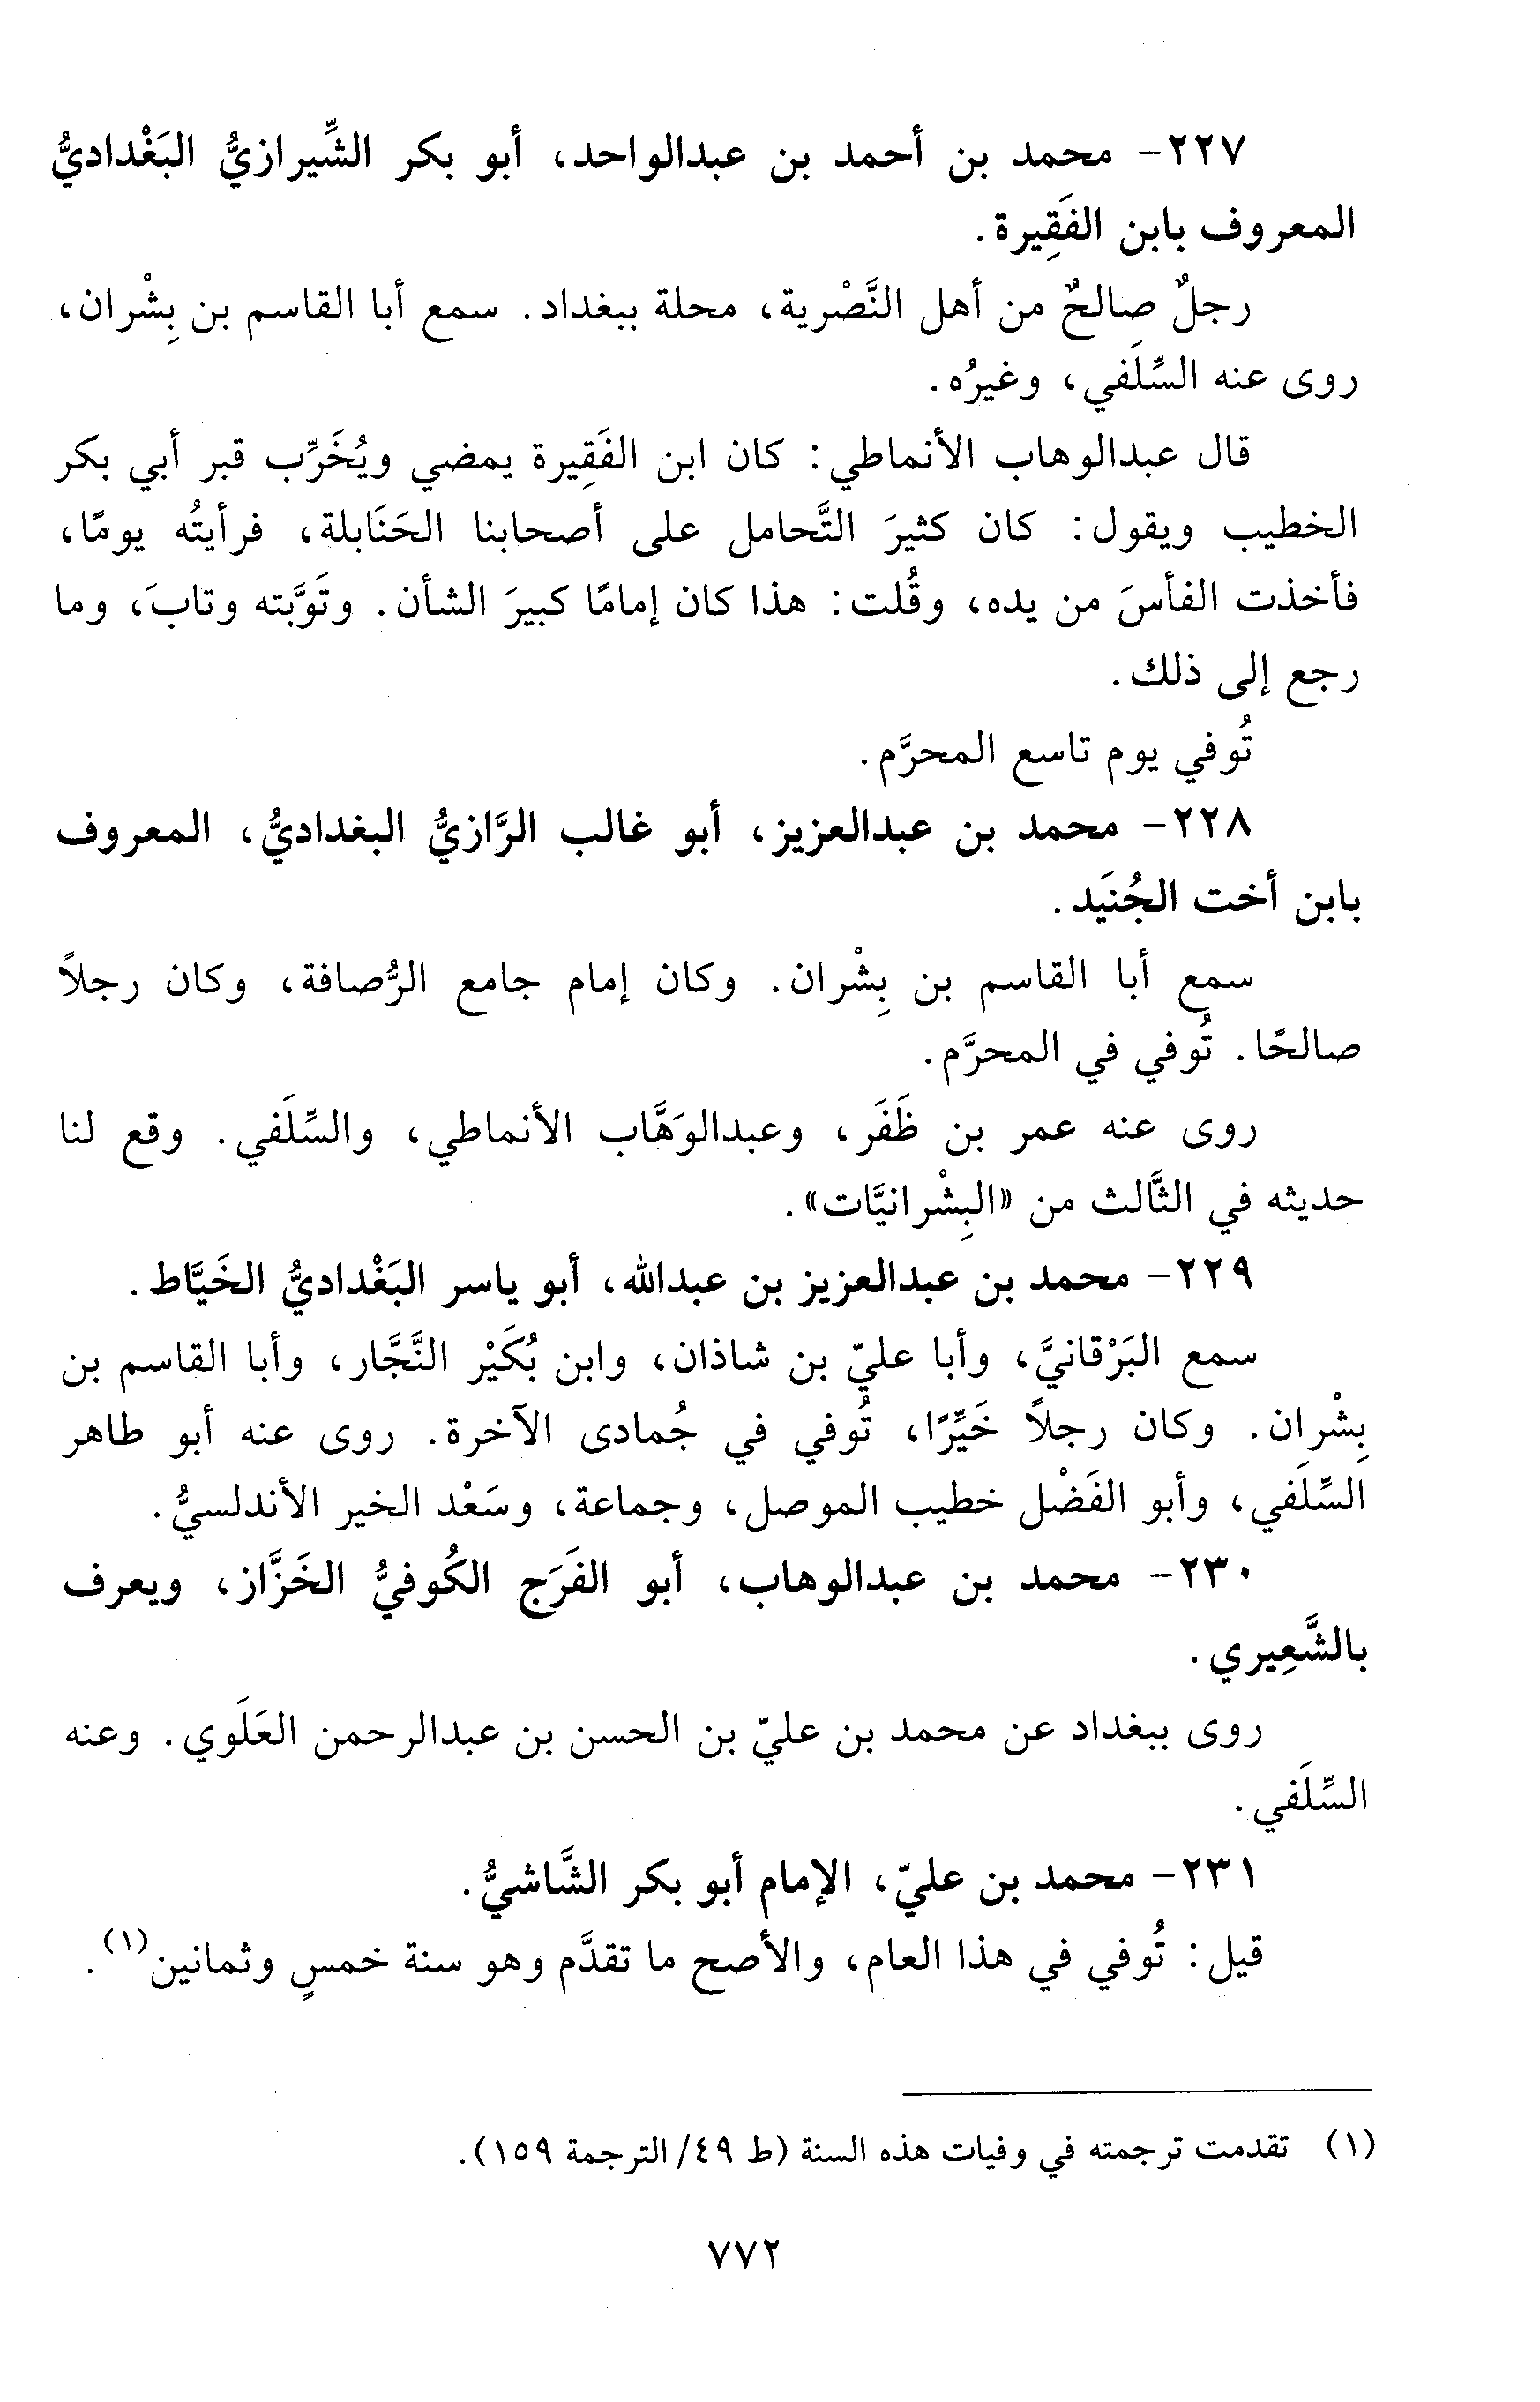 ٢٢٧- محمد بن أحمد بن عبدالواحد، أبو بكر الشِّيرازيُّ البَغْداديُّ
المعروف بابن الفَقِيرة.
رجلٌ صالحٌ من أهل النَّصْرية، محلة ببغداد. سمع أبا القاسم بن بِشْران،
روى عنه السِّلَفي، وغيرُه.
قال عبدالوهاب الأنماطي: كان ابن الفَقِيرة يمضي ويُخَرِّب قبر أبي بكر
الخطيب ويقول: كان كثيرَ التَّحامل على أصحابنا الحَنَابلة، فرأيتُه يومًا،
فأخذت الفأسَ من يده، وقُلت: هذا كان إمامًا كبيرَ الشأن. وتَوَّبته وتابَ، وما
رجع إلى ذلك.
تُوفي يوم تاسع المحرَّم.
٢٢٨- محمد بن عبدالعزيز، أبو غالب الرَّازيُّ البغداديُّ، المعروف
بابن أخت الجُنَيد.
سمع أبا القاسم بن بِشْران. وكان إمام جامع الرُّصافة، وكان رجلاً
صالحًا. تُوفي في المحرَّم.
روى عنه عمر بن ظَفَر، وعبدالوَهَّاب الأنماطي، والسِّلَفي. وقع لنا
حديثه في الثَّالث من «البِشْرانيَّات».
٢٢٩- محمد بن عبدالعزيز بن عبدالله، أبو ياسر البَغْداديُّ الخَيَّاط.
سمع البَرْقانيَّ، وأبا عليّ بن شاذان، وابن بُكَيْر النَّجَّار، وأبا القاسم بن
بِشْران. وكان رجلاً خَيِّرًا، تُوفي في جُمادى الآخرة. روى عنه أبو طاهر
السِّلَفي، وأبو الفَضْل خطيب الموصل، وجماعة، وسَعْد الخير الأندلسيُّ.
٢٣٠- محمد بن عبدالوهاب، أبو الفَرَج الكُوفيُّ الخَزَّاز، ويعرف
بالشَّعِيري.
روى ببغداد عن محمد بن عليّ بن الحسن بن عبدالرحمن العَلَوي. وعنه
السِّلَفي.
٢٣١- محمد بن عليّ، الإمام أبو بكر الشَّاشيُّ.
قيل: تُوفي في هذا العام، والأصح ما تقدَّم وهو سنة خمسٍ وثمانين(١).
(١) تقدمت ترجمته في وفيات هذه السنة (ط ٤٩/ الترجمة ١٥٩).
٧٧٢